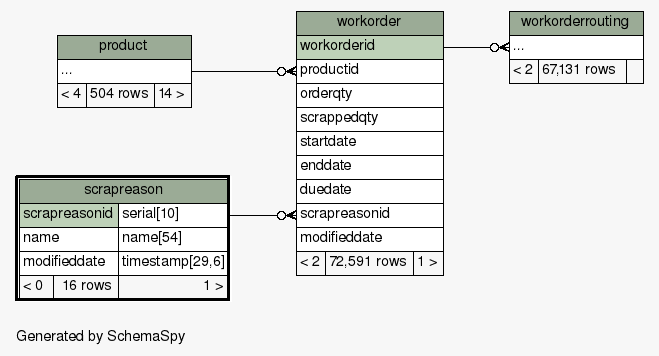 product
...
< 4 504 rows 14 >
workorder
workorderid
productid
orderqty
scrappedqty
startdate
enddate
duedate
scrapreasonid
modifieddate
< 2 72,591 rows 1 >
workorderrouting
...
< 2 67,131 rows
scrapreason
scrapreasonid serial[10]
name name[54]
modifieddate timestamp[29,6]
< 0 16 rows 1 >
Generated by SchemaSpy